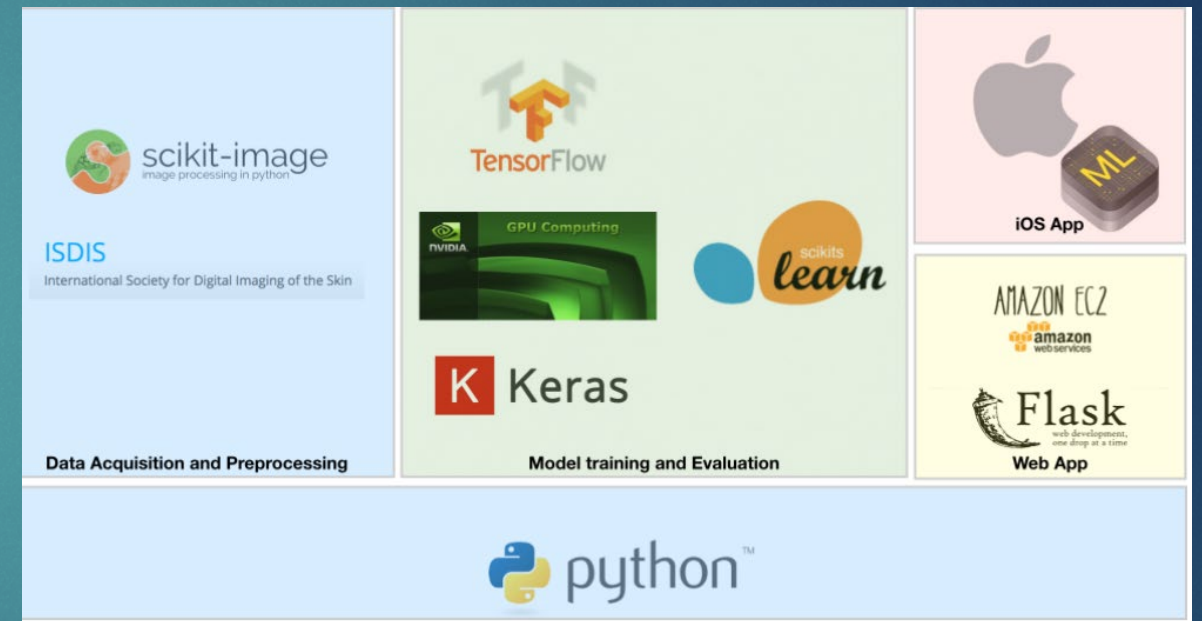 scikit-image
image processing in python
ISDIS
International Society for Digital Imaging of the Skin
Data Acquisition and Preprocessing
TensorFlow
NVIDIA
GPU Computing
scikits
learn
K Keras
Model training and Evaluation
ML
iOS App
AMAZON EC2
amazon
webservices
Flask
web development,
one drop at a time
Web App
python™